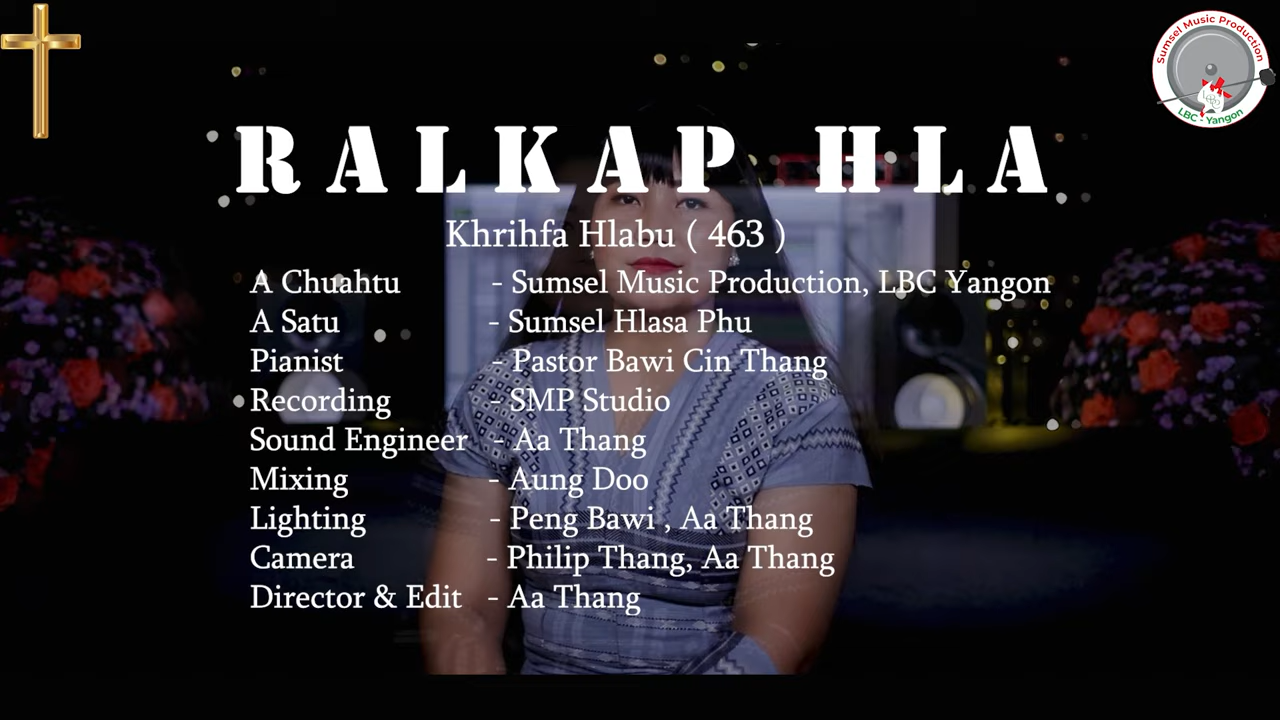 Sumsel Music Production
LBC - Yangon
RALKAP HLA
Khrihfa Hlabu ( 463 )
A Chuahtu - Sumsel Music Production, LBC Yangon
A Satu - Sumsel Hlasa Phu
Pianist - Pastor Bawi Cin Thang
Recording - SMP Studio
Sound Engineer - Aa Thang
Mixing - Aung Doo
Lighting - Peng Bawi , Aa Thang
Camera - Philip Thang, Aa Thang
Director & Edit - Aa Thang